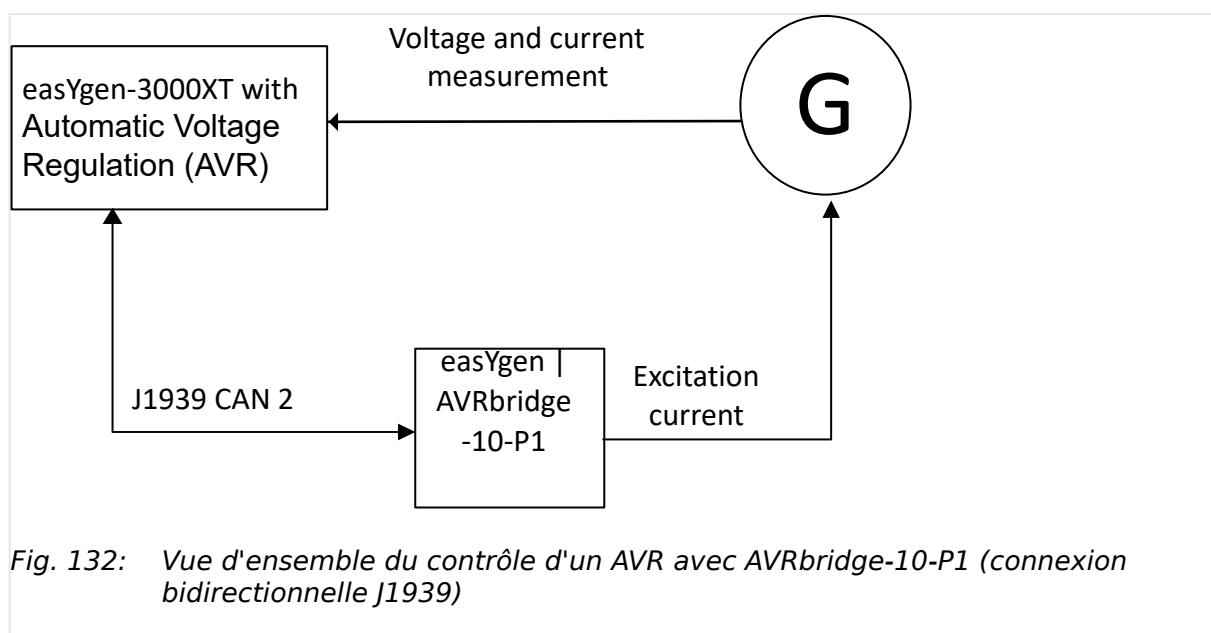 Voltage and current
measurement
G
easYgen-3000XT with
Automatic Voltage
Regulation (AVR)
J1939 CAN 2
easYgen |
AVRbridge
-10-P1
Excitation
current
Fig. 132: Vue d'ensemble du contrôle d'un AVR avec AVRbridge-10-P1 (connexion
bidirectionnelle J1939)